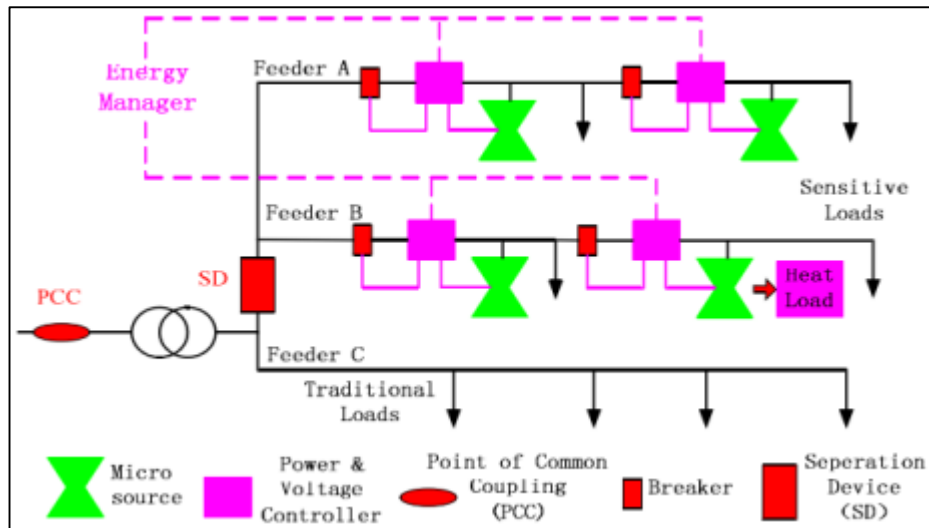 Energy
Manager
Feeder A
Sensitive
Loads
Feeder B
SD
PCC
Heat
Load
Feeder C
Traditional
Loads
Micro
source
Power &
Voltage
Controller
Point of Common
Coupling
(PCC)
Breaker
Seperation
Device
(SD)